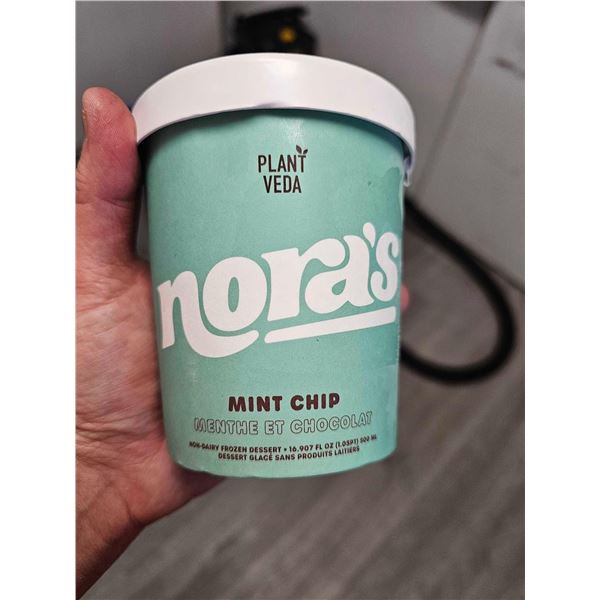 PLANT
VEDA
nora's
MINT CHIP
MENTHE ET CHOCOLAT
NON-DAIRY FROZEN DESSERT • 16.907 FL OZ (1.05PT) 500 ML
DESSERT GLACÉ SANS PRODUITS LAITIERS